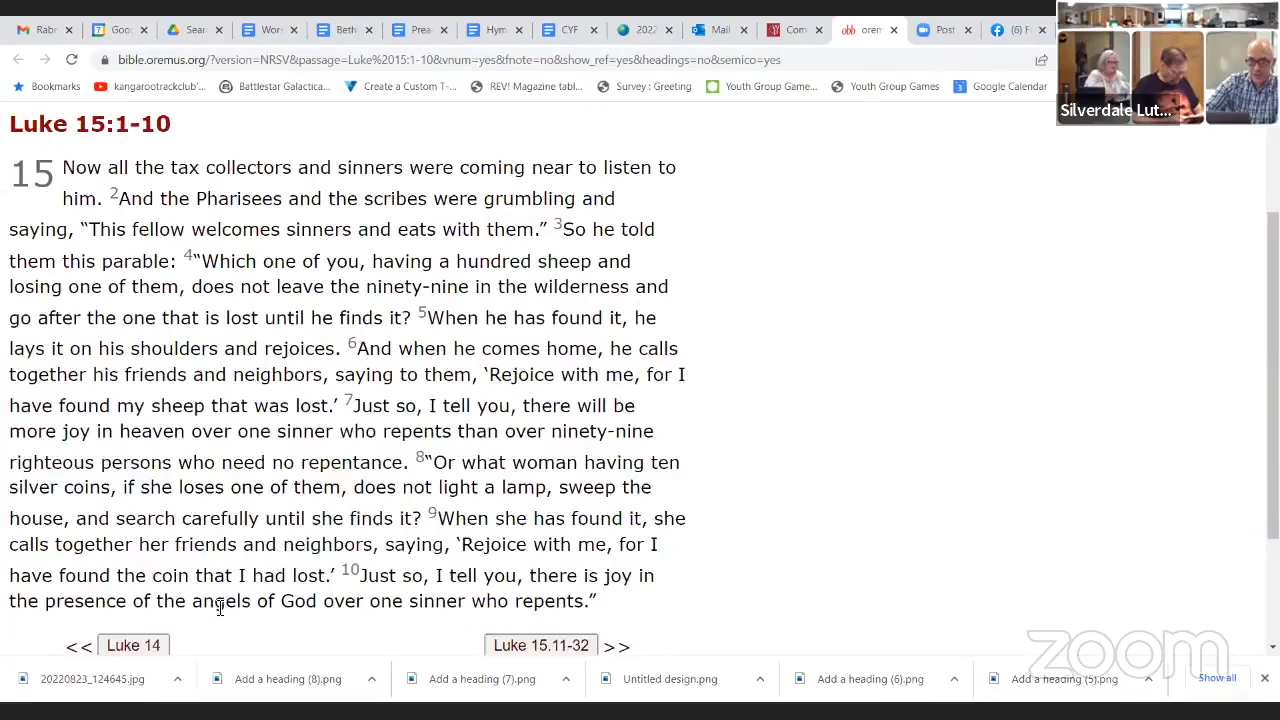 Rabr
Goo
Sear
Wor
Bett
Prea
Hym
CYF
2022
Mail
Com
orem
Post
(6) F
bible.oremus.org/?version=NRSV&passage=Luke%2015:1-10&vnum=yes&fnote=no&show_ref=yes&headings=no&semico=yes
Bookmarks
kangarootrackclub'...
Battlestar Galactica...
Create a Custom T-...
REV! Magazine tabl...
Survey : Greeting
Youth Group Game...
Youth Group Games
Google Calendar
Silverdale Lut...
Luke 15:1-10
15 Now all the tax collectors and sinners were coming near to listen to
him. 2And the Pharisees and the scribes were grumbling and
saying, “This fellow welcomes sinners and eats with them.” 3So he told
them this parable: 4“Which one of you, having a hundred sheep and
losing one of them, does not leave the ninety-nine in the wilderness and
go after the one that is lost until he finds it? 5When he has found it, he
lays it on his shoulders and rejoices. 6And when he comes home, he calls
together his friends and neighbors, saying to them, ‘Rejoice with me, for I
have found my sheep that was lost.’ 7Just so, I tell you, there will be
more joy in heaven over one sinner who repents than over ninety-nine
righteous persons who need no repentance. 8“Or what woman having ten
silver coins, if she loses one of them, does not light a lamp, sweep the
house, and search carefully until she finds it? 9When she has found it, she
calls together her friends and neighbors, saying, ‘Rejoice with me, for I
have found the coin that I had lost.’ 10Just so, I tell you, there is joy in
the presence of the angels of God over one sinner who repents.”
<< Luke 14
Luke 15.11-32 >>
zoom
20220823_124645.jpg
Add a heading (8).png
Add a heading (7).png
Untitled design.png
Add a heading (6).png
Add a heading (5).png
Show all